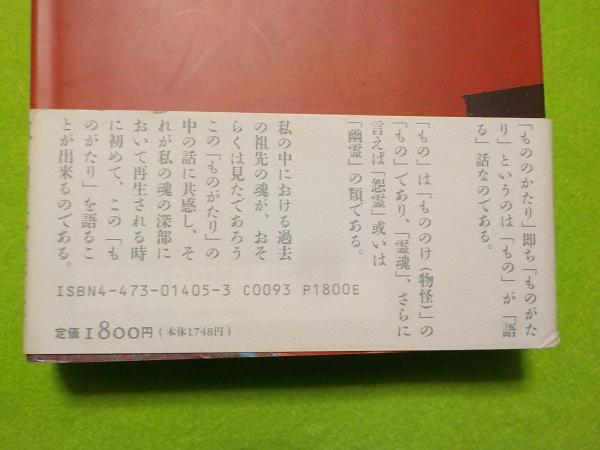 「もののかたり」即ち「ものがた
り」というのは「もの」が「語
る」話なのである。
「もの」は「もののけ（物怪）」の
「もの」であり、「霊魂」、さらに
言えば「怨霊」或いは
「幽霊」の類である。
私の中における過去
の祖先の魂が、おそ
らくは見たであろう
この「ものがたり」の
中の話に共感し、そ
れが私の魂の深部に
おいて再生される時
に初めて、この「も
のがたり」を語るこ
とが出来るのである。
ISBN4-473-01405-3 C0093 P1800E
定価1800円（本体1748円）